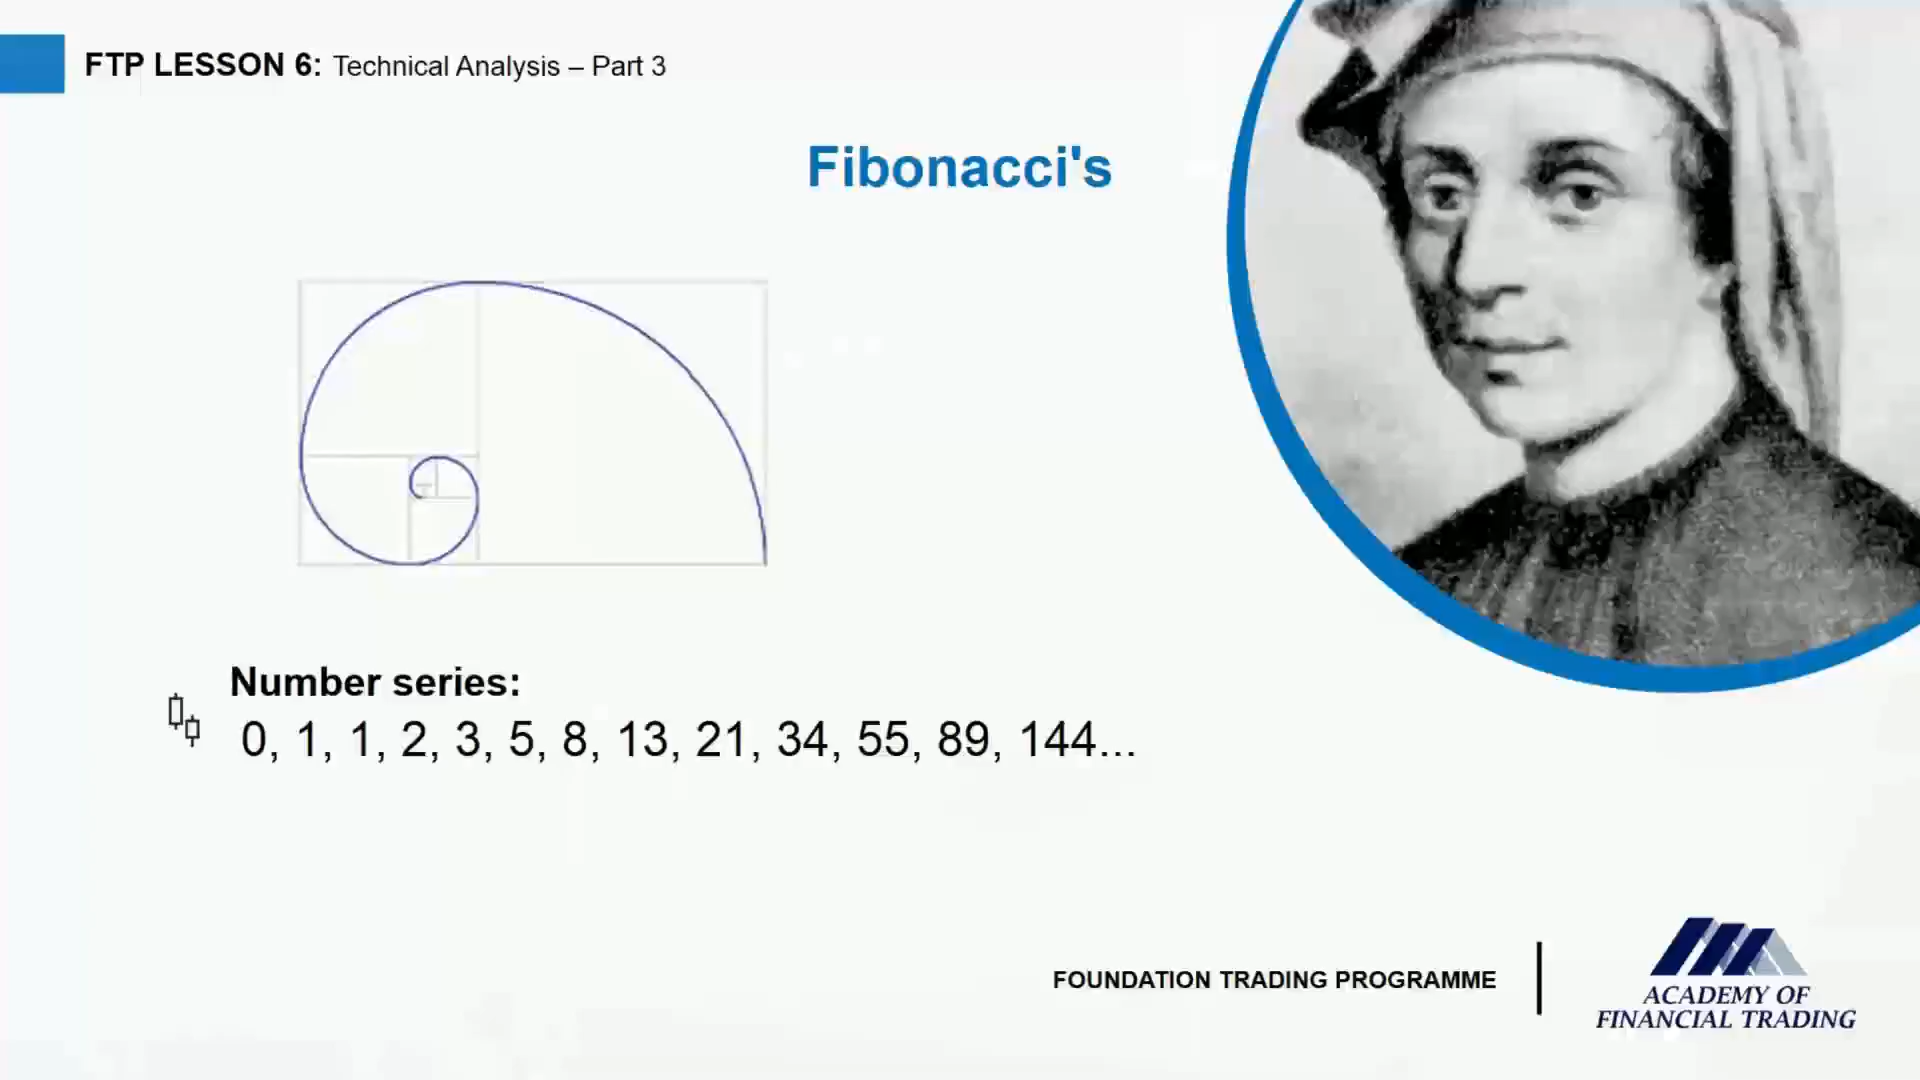 FTP LESSON 6: Technical Analysis – Part 3
Fibonacci's
Number series:
0, 1, 1, 2, 3, 5, 8, 13, 21, 34, 55, 89, 144...
FOUNDATION TRADING PROGRAMME
ACADEMY OF
FINANCIAL TRADING